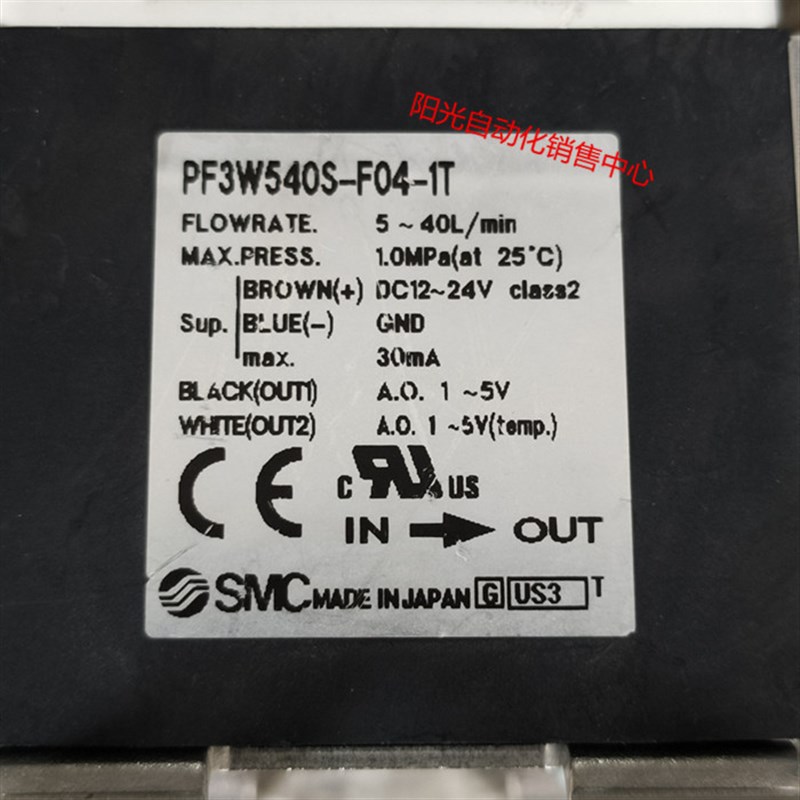 阳光自动化销售中心
PF3W540S-F04-1T
FLOWRATE. 5~40L/min
MAX.PRESS. 1.0MPa(at 25°C)
BROWN(+) DC12~24V class2
Sup. BLUE(-) GND
max. 30mA
BLACK(OUT1) A.O. 1~5V
WHITE(OUT2) A.O. 1~5V(temp.)
CE C RU US
IN → OUT
SMC MADE IN JAPAN G US3 T